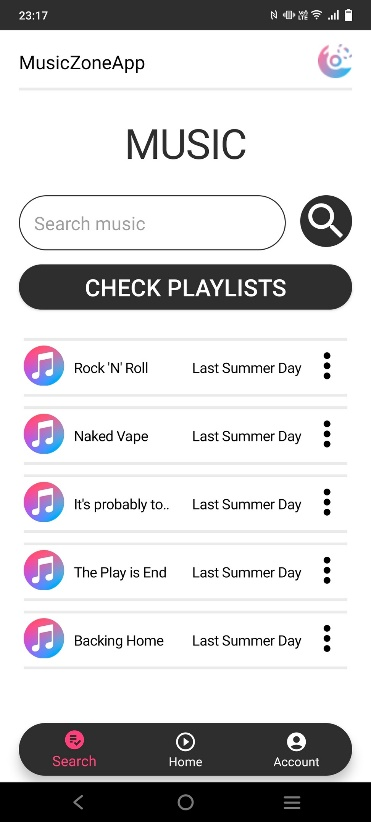 23:17
MusicZoneApp
MUSIC
Search music
CHECK PLAYLISTS
Rock 'N' Roll Last Summer Day
Naked Vape Last Summer Day
It's probably to.. Last Summer Day
The Play is End Last Summer Day
Backing Home Last Summer Day
Search Home Account